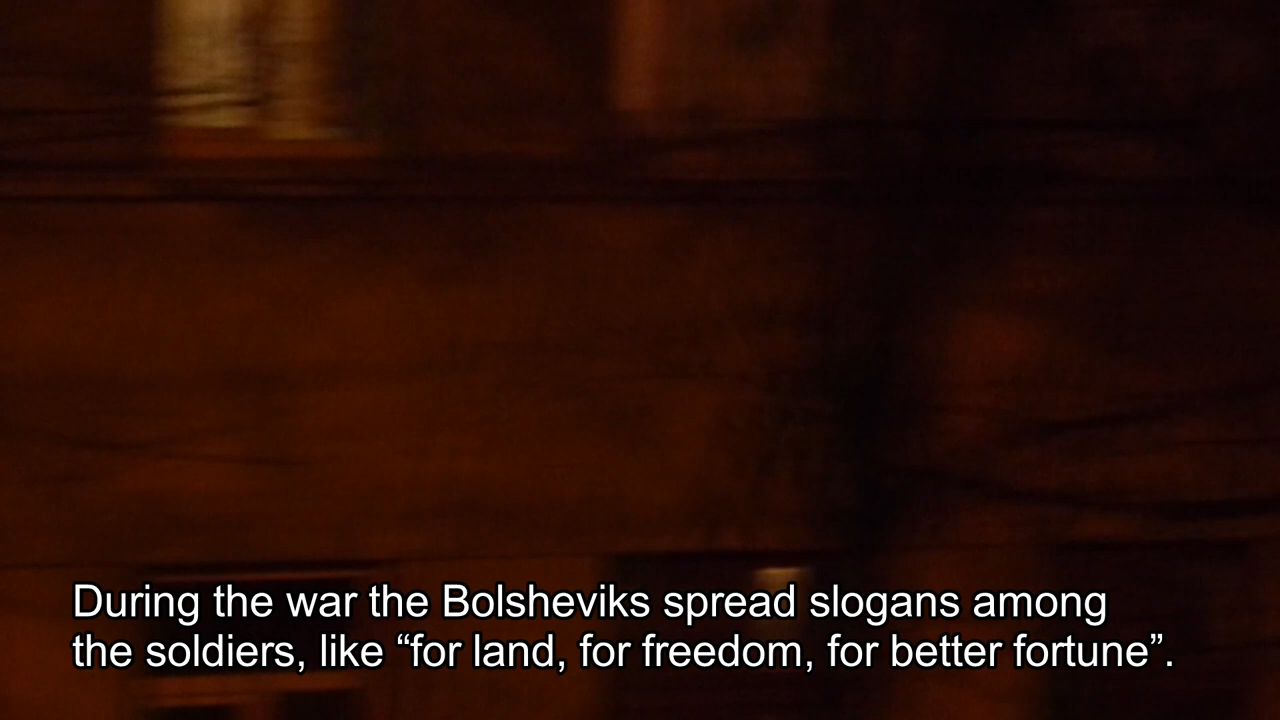 During the war the Bolsheviks spread slogans among
the soldiers, like “for land, for freedom, for better fortune”.